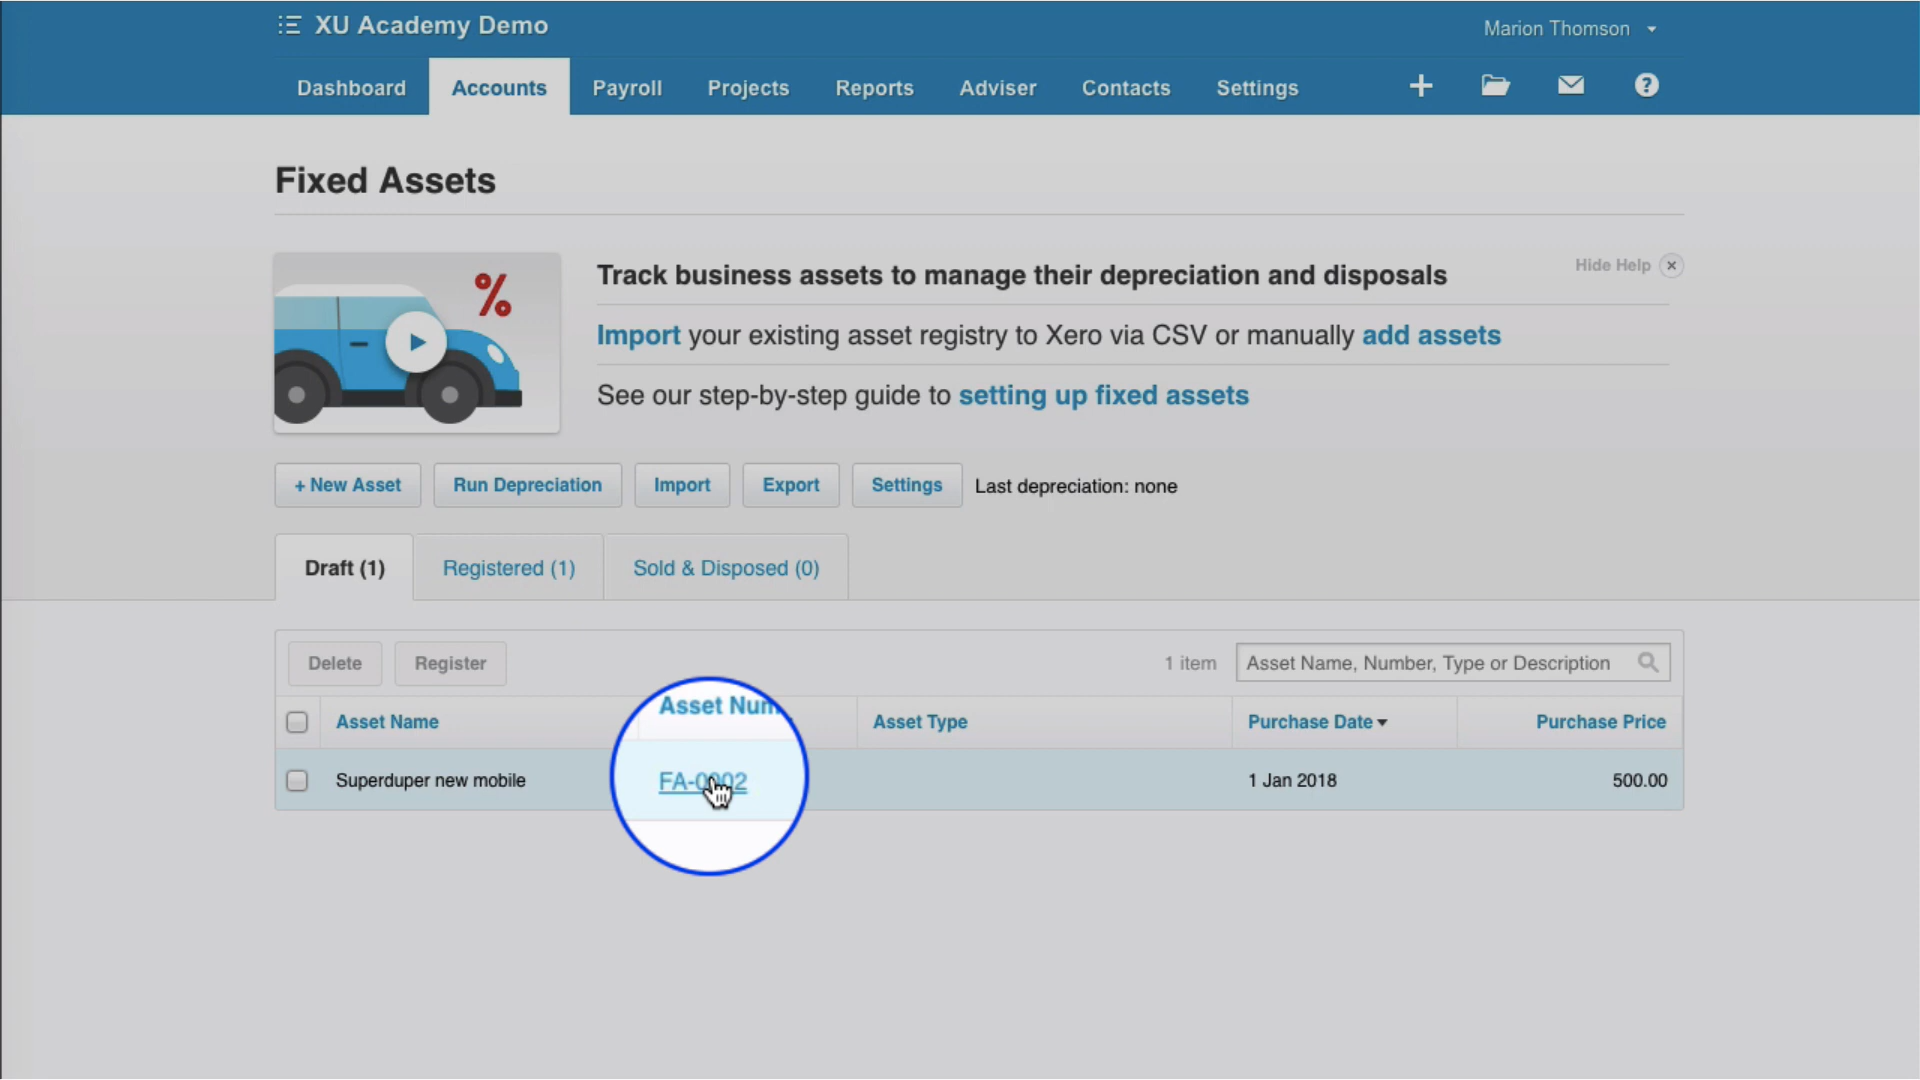 XU Academy Demo
Marion Thomson
Dashboard Accounts Payroll Projects Reports Adviser Contacts Settings
Fixed Assets
%
Track business assets to manage their depreciation and disposals
Hide Help
Import your existing asset registry to Xero via CSV or manually add assets
See our step-by-step guide to setting up fixed assets
+ New Asset Run Depreciation Import Export Settings Last depreciation: none
Draft (1) Registered (1) Sold & Disposed (0)
Delete Register 1 item Asset Name, Number, Type or Description
Asset Name Asset Asset Type Purchase Date Purchase Price
Superduper new mobile FA-0002 1 Jan 2018 500.00